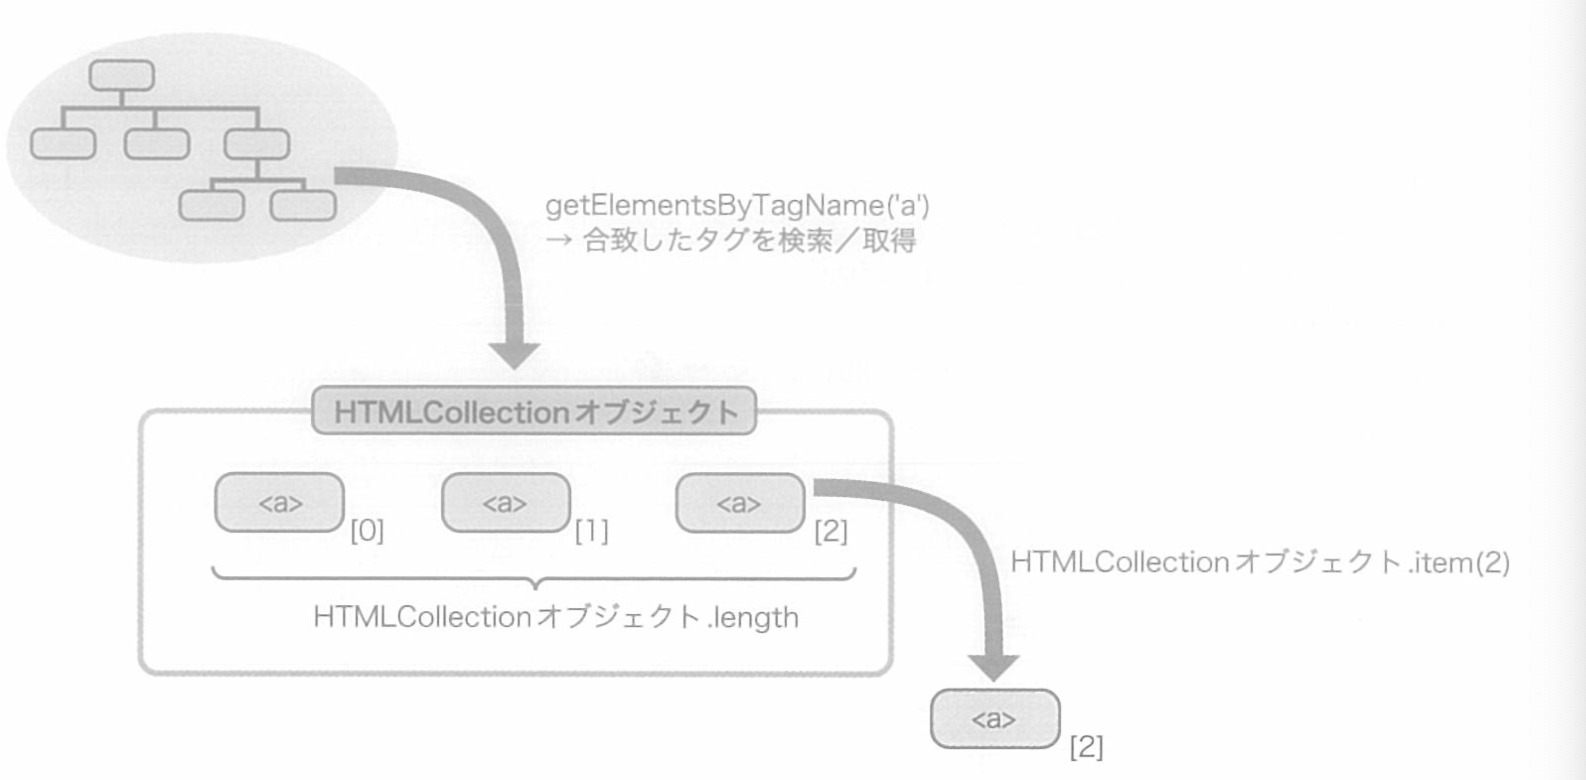 getElementsByTagName('a')
→ 合致したタグを検索／取得
HTMLCollectionオブジェクト
<a>[0] <a>[1] <a>[2]
HTMLCollectionオブジェクト.item(2)
HTMLCollectionオブジェクト.length
<a>[2]